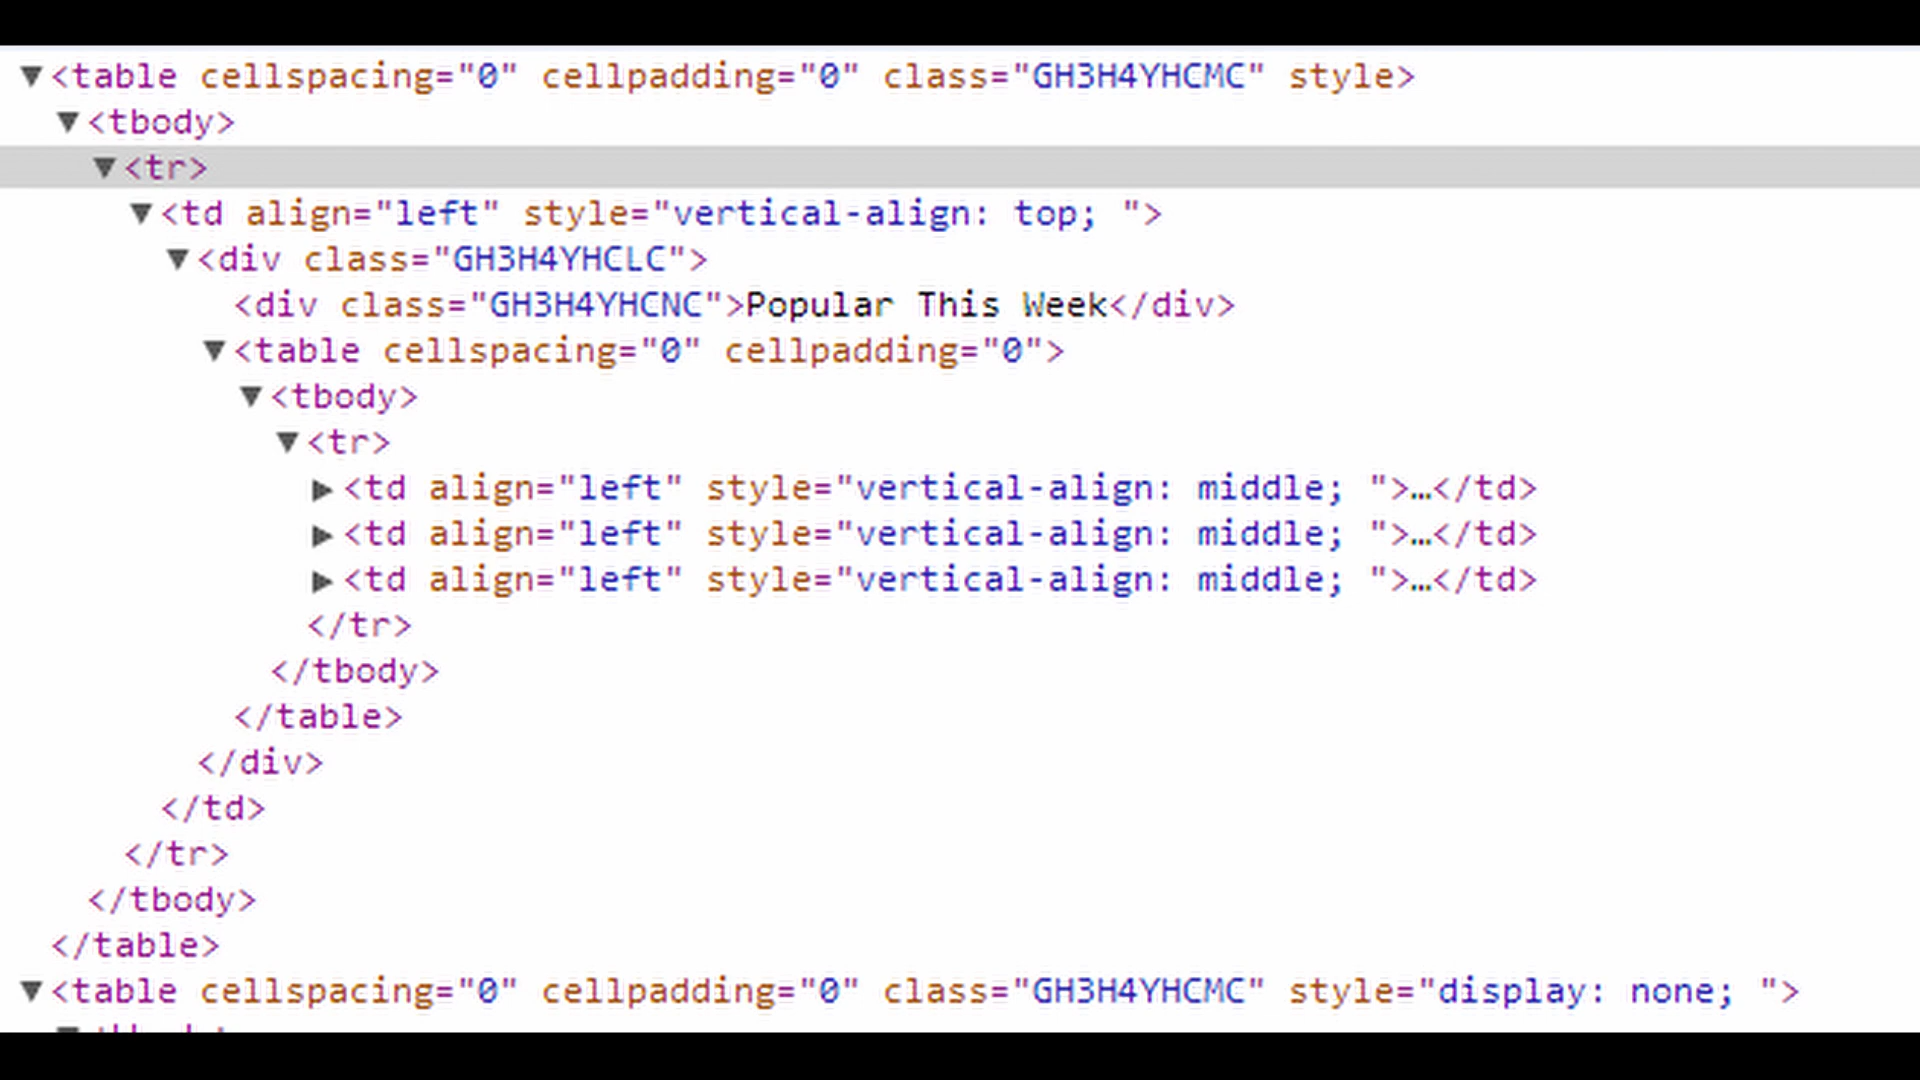 ▼<table cellspacing="0" cellpadding="0" class="GH3H4YHCMC" style>
▼<tbody>
▼<tr>
▼<td align="left" style="vertical-align: top; ">
▼<div class="GH3H4YHCLC">
<div class="GH3H4YHCNC">Popular This Week</div>
▼<table cellspacing="0" cellpadding="0">
▼<tbody>
▼<tr>
▶<td align="left" style="vertical-align: middle; ">…</td>
▶<td align="left" style="vertical-align: middle; ">…</td>
▶<td align="left" style="vertical-align: middle; ">…</td>
</tr>
</tbody>
</table>
</div>
</td>
</tr>
</tbody>
</table>
▼<table cellspacing="0" cellpadding="0" class="GH3H4YHCMC" style="display: none; ">